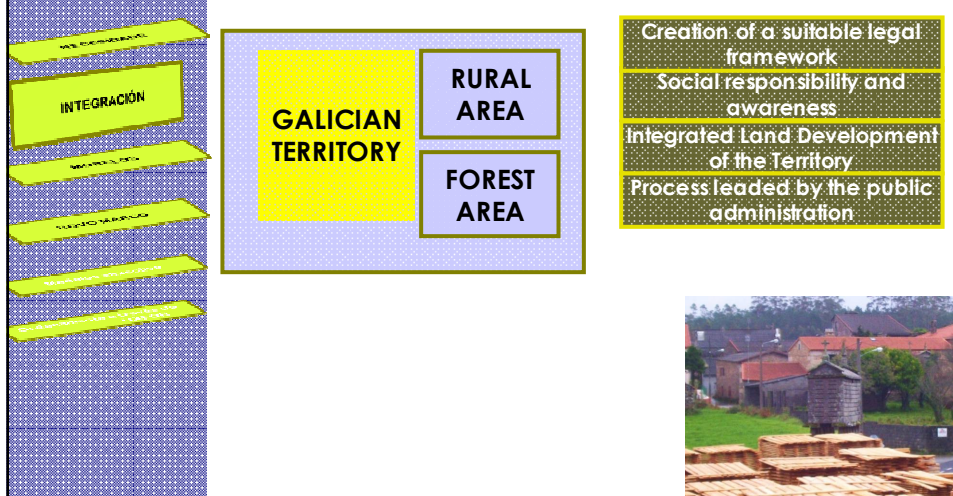 INTEGRACIÓN
GALICIAN
TERRITORY
RURAL
AREA
FOREST
AREA
Creation of a suitable legal
framework
Social responsibility and
awareness
Integrated Land Development
of the Territory
Process leaded by the public
administration